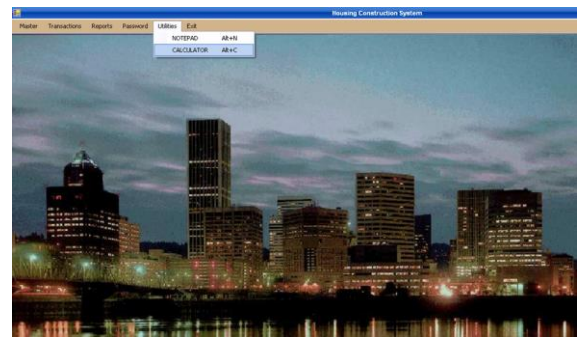 Housing Construction System
Master Transactions Reports Password Utilities Exit
NOTEPAD Alt+N
CALCULATOR Alt+C